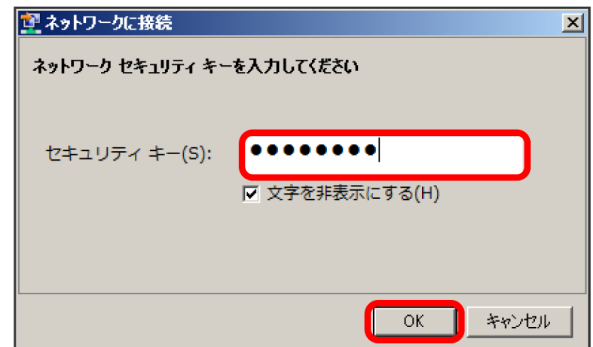 ネットワークに接続
ネットワーク セキュリティ キーを入力してください
セキュリティ キー(S): ●●●●●●●●
文字を非表示にする(H)
OK キャンセル